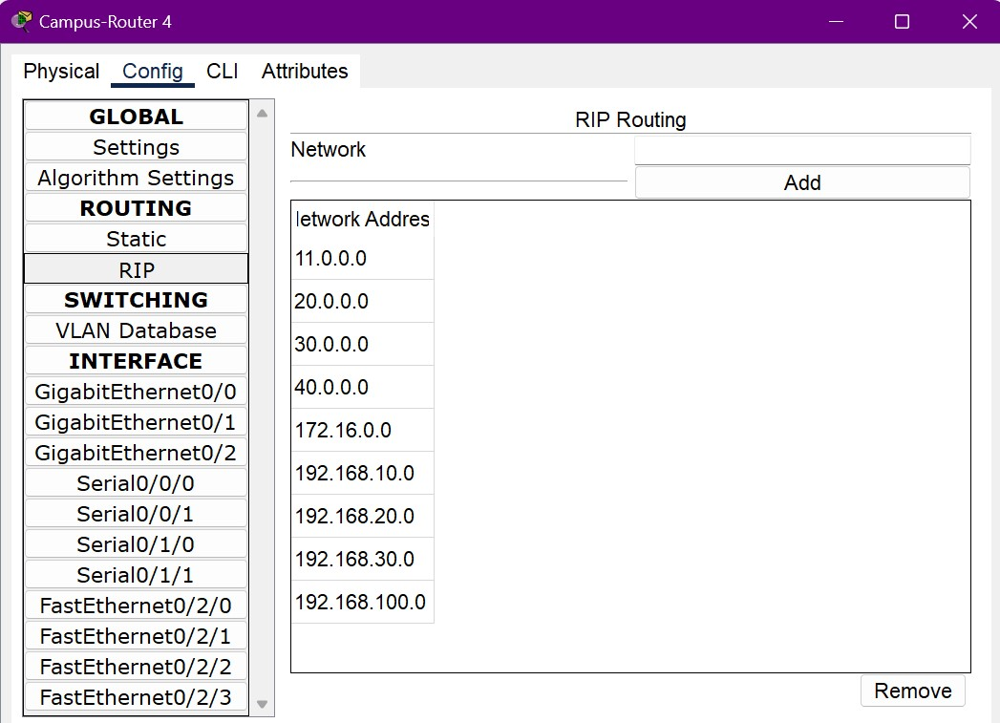 Campus-Router 4
Physical Config CLI Attributes
GLOBAL
Settings
Algorithm Settings
ROUTING
Static
RIP
SWITCHING
VLAN Database
INTERFACE
GigabitEthernet0/0
GigabitEthernet0/1
GigabitEthernet0/2
Serial0/0/0
Serial0/0/1
Serial0/1/0
Serial0/1/1
FastEthernet0/2/0
FastEthernet0/2/1
FastEthernet0/2/2
FastEthernet0/2/3
RIP Routing
Network
Add
etwork Addres
11.0.0.0
20.0.0.0
30.0.0.0
40.0.0.0
172.16.0.0
192.168.10.0
192.168.20.0
192.168.30.0
192.168.100.0
Remove